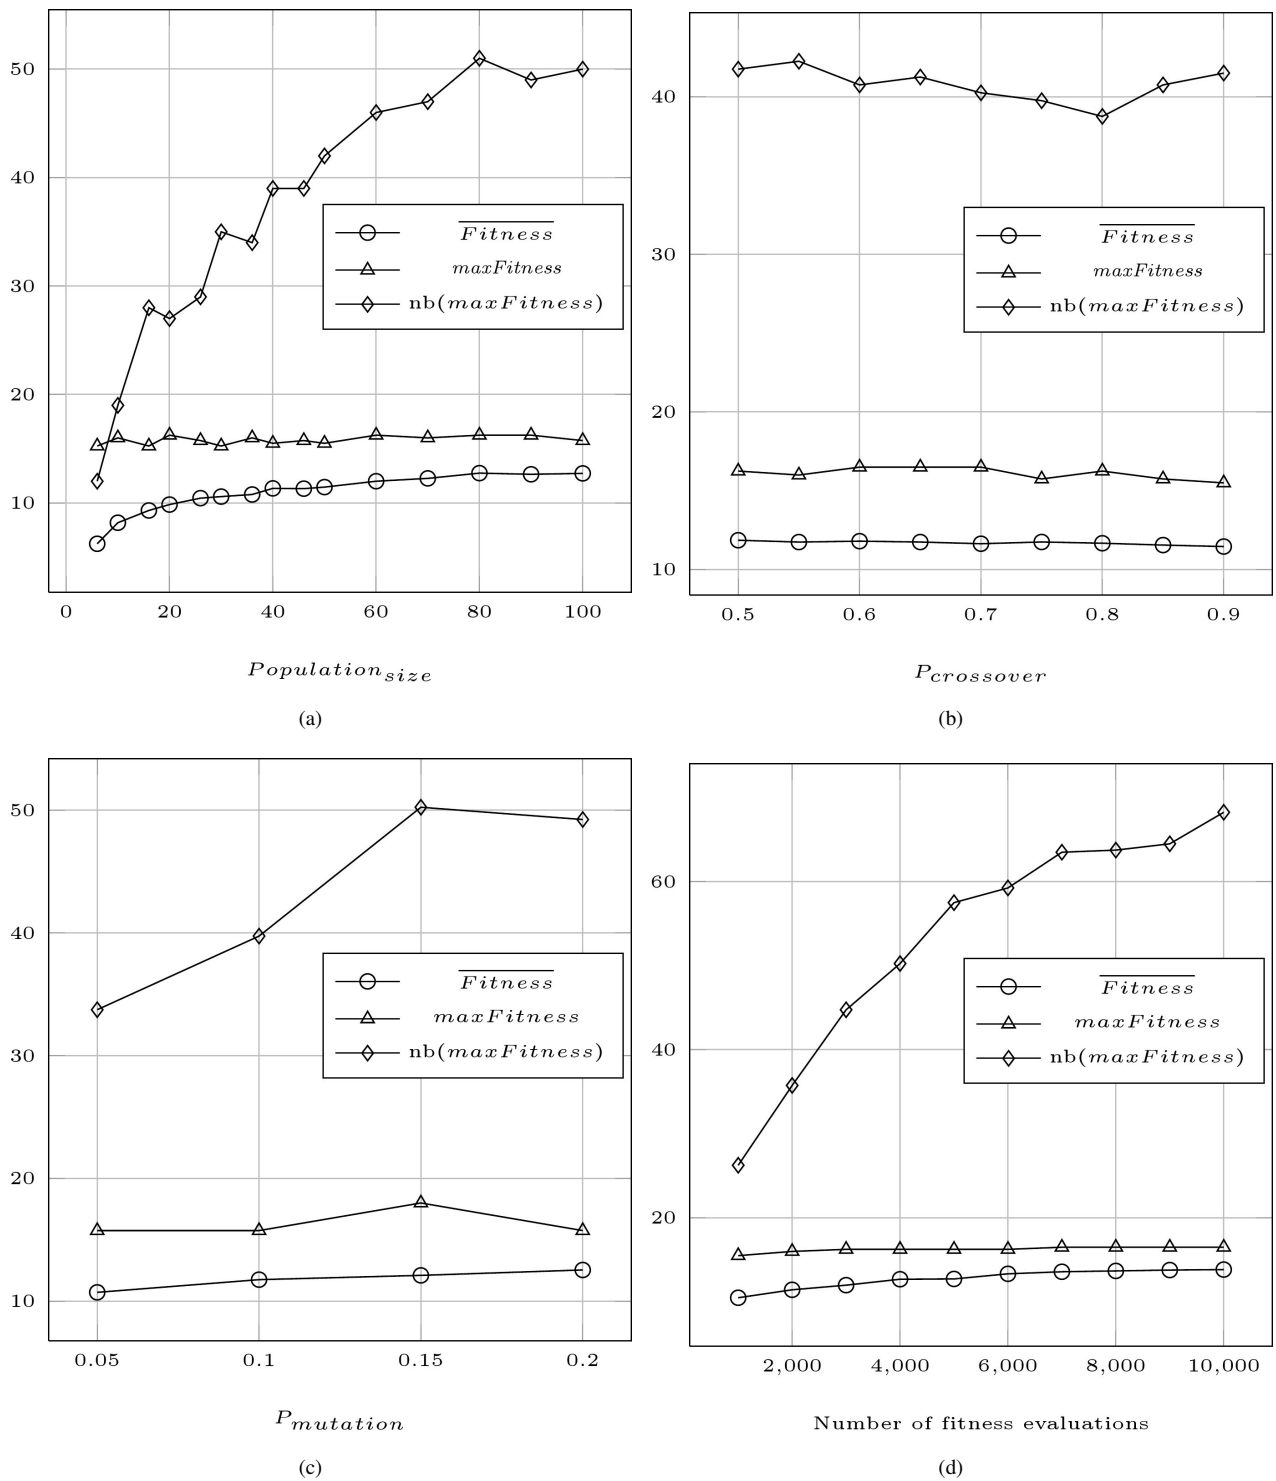 50
40
30
20
10
0 20 40 60 80 100
Fitness
maxFitness
nb(maxFitness)
Population_size
(a)
40
30
20
10
0.5 0.6 0.7 0.8 0.9
Fitness
maxFitness
nb(maxFitness)
P_crossover
(b)
50
40
30
20
10
0.05 0.1 0.15 0.2
Fitness
maxFitness
nb(maxFitness)
P_mutation
(c)
60
40
20
2,000 4,000 6,000 8,000 10,000
Fitness
maxFitness
nb(maxFitness)
Number of fitness evaluations
(d)